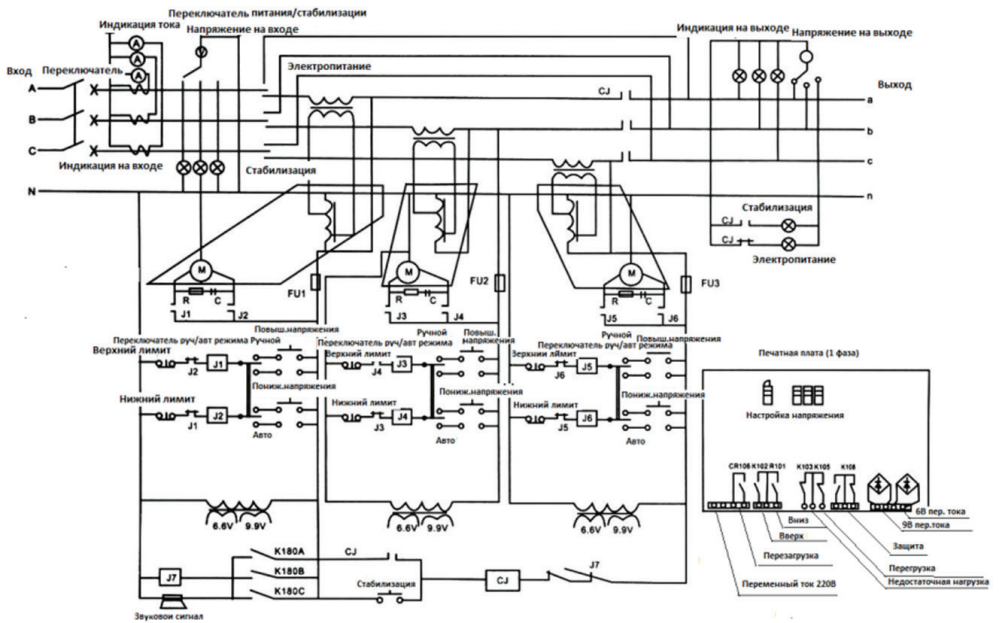 Переключатель питания/стабилизации
Индикация тока
Напряжение на входе
Индикация на выходе
Напряжение на выходе
A
A
A
Вход
Переключатель
Электропитание
CJ
Выход
A
a
B
b
C
c
Индикация на входе
Стабилизация
N
n
Стабилизация
CJ
CJ
Электропитание
M
M
M
R
C
FU1
R
C
FU2
R
C
FU3
J1
J2
J3
J4
J5
J6
Повыш.напряжения
Ручной
Повыш.
напряжения
Ручной
Повыш.напряжения
Переключатель руч/авт режима
Ручной
Переключатель руч/авт режима
Переключатель руч/авт режима
Верхний лимит
J2
J1
Верхний лимит
J4
J3
Зерхнии лймит
J6
J5
Пониж.напряжения
Пониж.напряжения
Пониж.напряжения
Нижний лимит
J1
J2
Нижний лимит
J3
J4
Нижний лимит
J5
J6
Авто
Авто
Авто
Печатная плата (1 фаза)
Настройка напряжения
CR106
K102
R101
K103
K105
K108
6.6V
9.9V
6.6V
9.9V
6.6V
9.9V
6В пер. тока
9В пер.тока
Вниз
Вверх
Защита
Перезагрузка
Перегрузка
Недостаточная нагрузка
Переменный ток 220В
K180A
CJ
J7
K180B
J7
CJ
K180C
Стабилизация
Звуковои сигнал